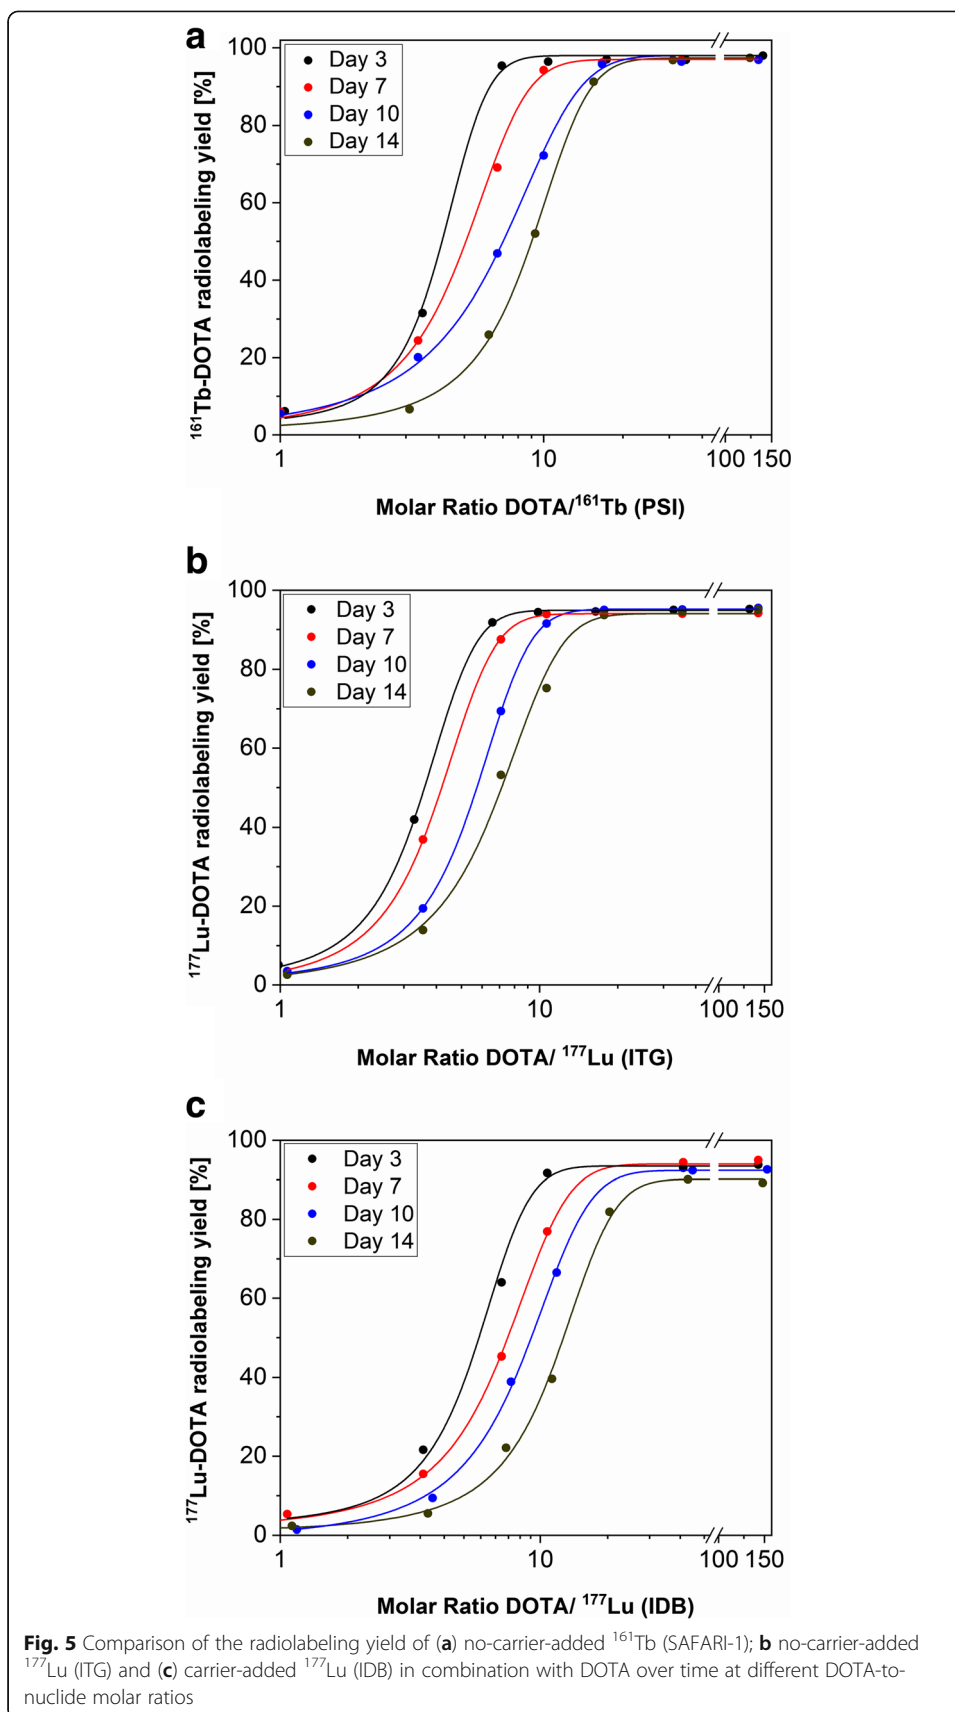 a
100
80
60
40
20
0
Day 3
Day 7
Day 10
Day 14
161Tb-DOTA radiolabeling yield [%]
1 10 100 150
Molar Ratio DOTA/161Tb (PSI)
b
100
80
60
40
20
0
Day 3
Day 7
Day 10
Day 14
177Lu-DOTA radiolabeling yield [%]
1 10 100 150
Molar Ratio DOTA/ 177Lu (ITG)
c
100
80
60
40
20
0
Day 3
Day 7
Day 10
Day 14
177Lu-DOTA radiolabeling yield [%]
1 10 100 150
Molar Ratio DOTA/ 177Lu (IDB)
Fig. 5 Comparison of the radiolabeling yield of (a) no-carrier-added 161Tb (SAFARI-1); b no-carrier-added
177Lu (ITG) and (c) carrier-added 177Lu (IDB) in combination with DOTA over time at different DOTA-to-
nuclide molar ratios